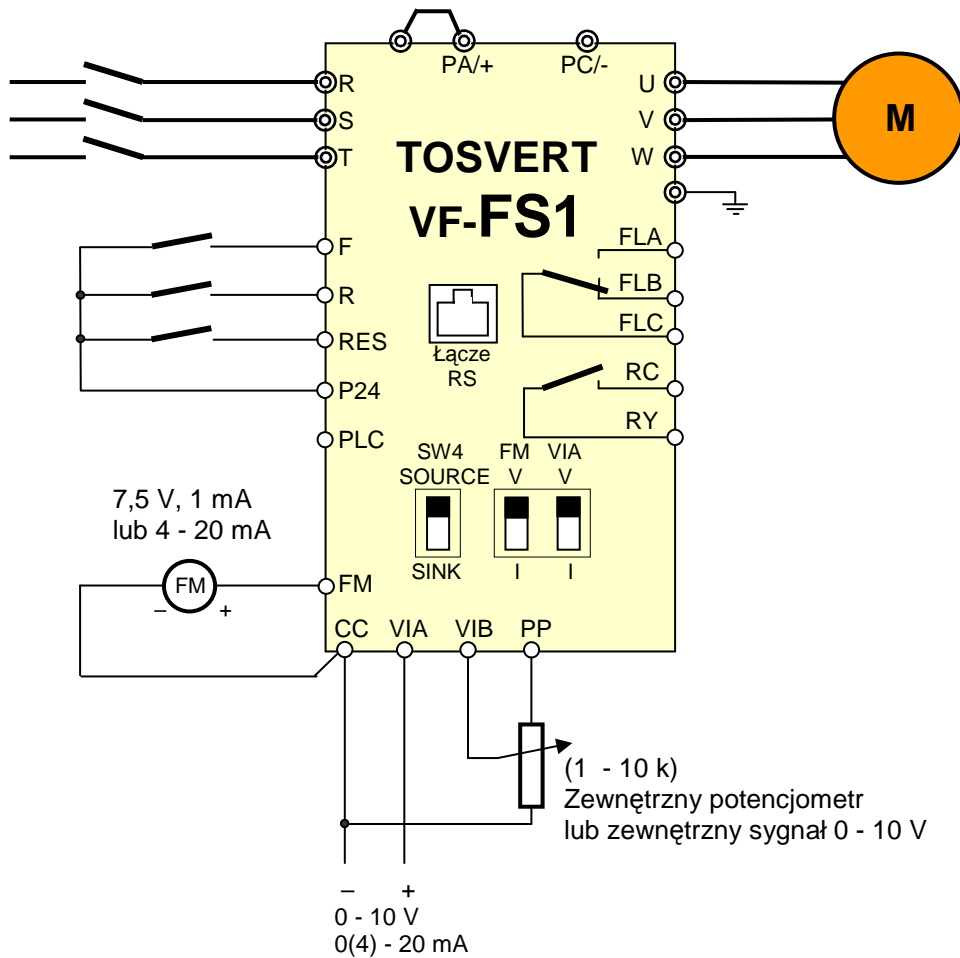 PA/+
PC/-
R
S
T
U
V
W
M
TOSVERT
VF-FS1
F
R
RES
P24
PLC
FLA
FLB
FLC
RC
RY
Łącze
RS
SW4
SOURCE
SINK
FM
V
I
VIA
V
I
7,5 V, 1 mA
lub 4 - 20 mA
FM
– +
FM
CC VIA VIB PP
(1 - 10 k)
Zewnętrzny potencjometr
lub zewnętrzny sygnał 0 - 10 V
– +
0 - 10 V
0(4) - 20 mA